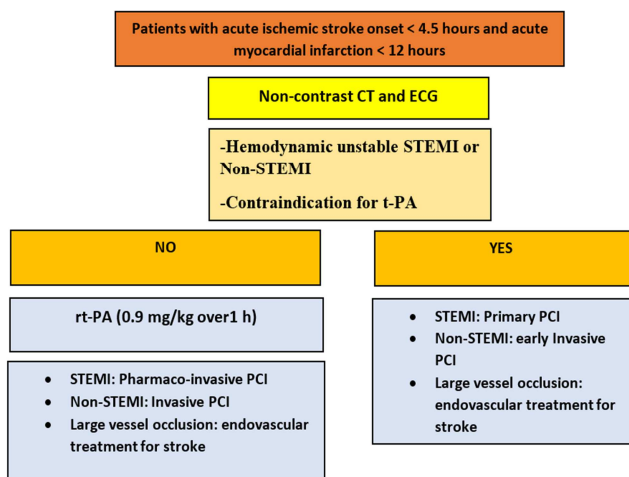 Patients with acute ischemic stroke onset < 4.5 hours and acute
myocardial infarction < 12 hours
Non-contrast CT and ECG
-Hemodynamic unstable STEMI or
Non-STEMI
-Contraindication for t-PA
NO
rt-PA (0.9 mg/kg over1 h)
• STEMI: Pharmaco-invasive PCI
• Non-STEMI: Invasive PCI
• Large vessel occlusion: endovascular
treatment for stroke
YES
• STEMI: Primary PCI
• Non-STEMI: early Invasive
PCI
• Large vessel occlusion:
endovascular treatment for
stroke